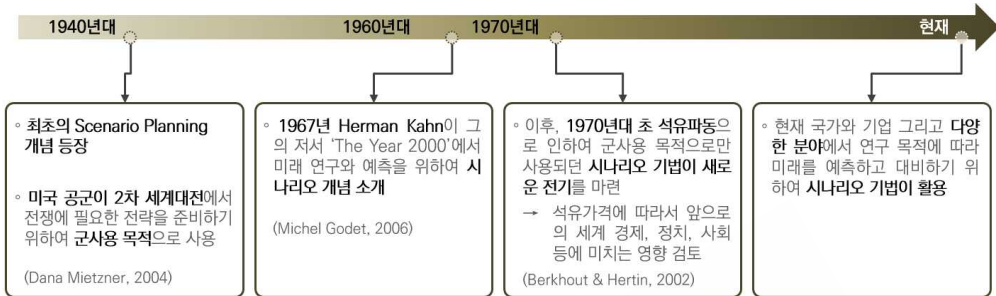 1940년대
1960년대
1970년대
현재
◦ 최초의 Scenario Planning
개념 등장
◦ 미국 공군이 2차 세계대전에서
전쟁에 필요한 전략을 준비하기
위하여 군사용 목적으로 사용
(Dana Mietzner, 2004)
◦ 1967년 Herman Kahn이 그
의 저서 ‘The Year 2000’에서
미래 연구와 예측을 위하여 시
나리오 개념 소개
(Michel Godet, 2006)
◦ 이후, 1970년대 초 석유파동으
로 인하여 군사용 목적으로만
사용되던 시나리오 기법이 새로
운 전기를 마련
→ 석유가격에 따라서 앞으로
의 세계 경제, 정치, 사회
등에 미치는 영향 검토
(Berkhout & Hertin, 2002)
◦ 현재 국가와 기업 그리고 다양
한 분야에서 연구 목적에 따라
미래를 예측하고 대비하기 위
하여 시나리오 기법이 활용